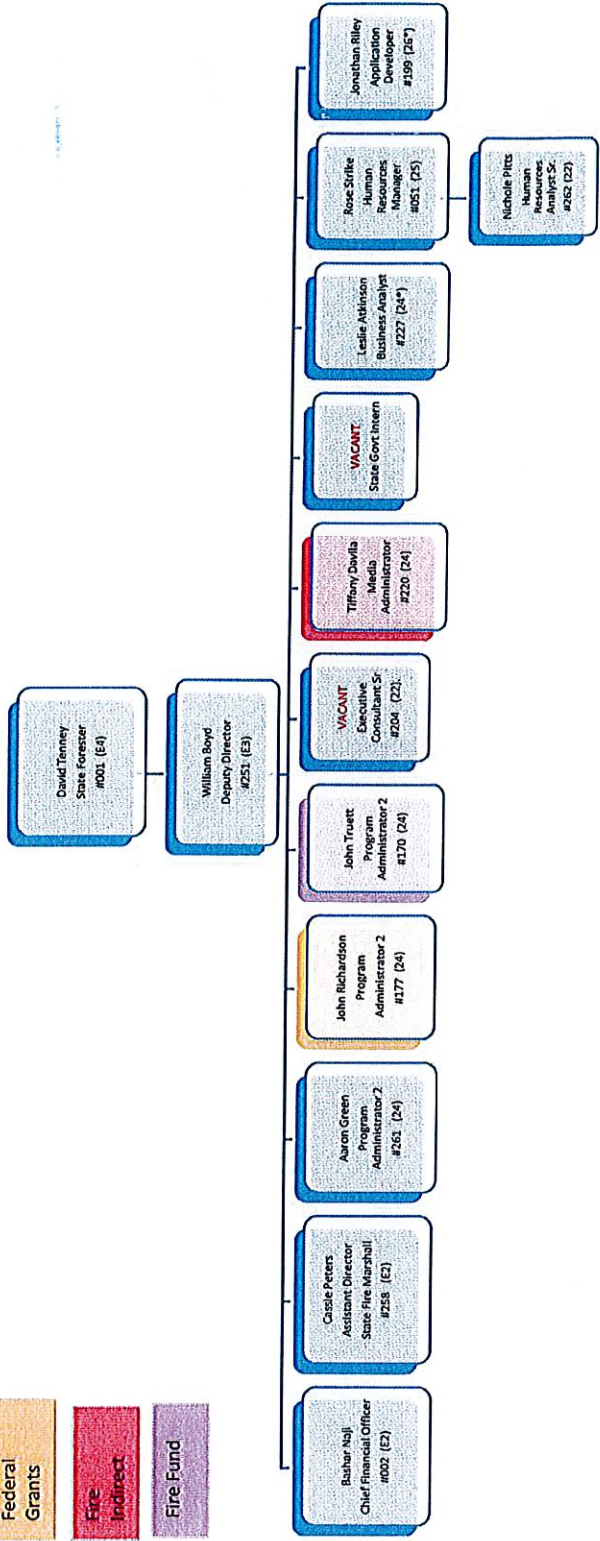 Federal
Grants
Fire
Indirect
Fire Fund
David Tenney
State Forester
#001 (E4)
William Boyd
Deputy Director
#251 (E3)
Bashar Naji
Chief Financial Officer
#002 (E2)
Cassie Peters
Assistant Director
State Fire Marshall
#258 (E2)
Aaron Green
Program
Administrator 2
#261 (24)
John Richardson
Program
Administrator 2
#177 (24)
John Truett
Program
Administrator 2
#170 (24)
VACANT
Executive
Consultant Sr.
#204 (22)
Tiffany Davila
Media
Administrator
#220 (24)
VACANT
State Govt Intern
Leslie Atkinson
Business Analyst
#227 (24*)
Rose Strike
Human
Resources
Manager
#051 (25)
Jonathan Riley
Application
Developer
#199 (26*)
Nichole Pitts
Human
Resources
Analyst Sr.
#262 (22)